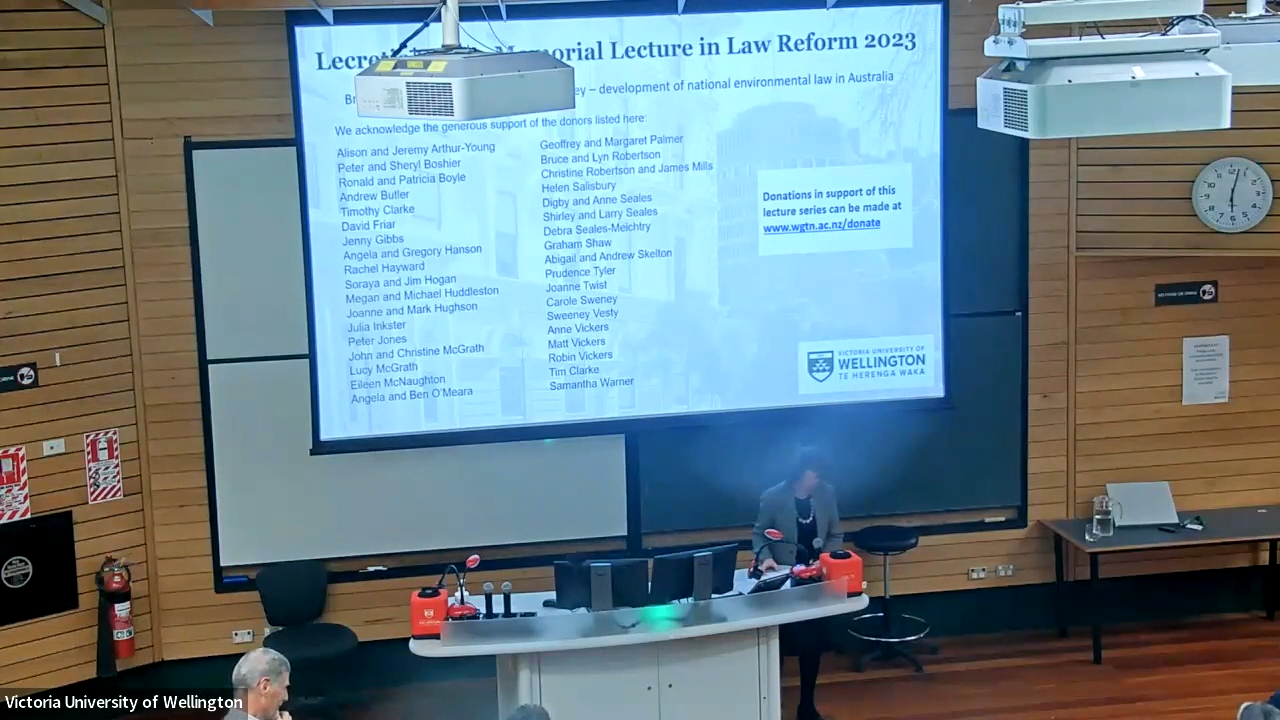 Lecre morial Lecture in Law Reform 2023
ey – development of national environmental law in Australia
We acknowledge the generous support of the donors listed here:
Alison and Jeremy Arthur-Young
Peter and Sheryl Boshier
Ronald and Patricia Boyle
Andrew Butler
Timothy Clarke
David Friar
Jenny Gibbs
Angela and Gregory Hanson
Rachel Hayward
Soraya and Jim Hogan
Megan and Michael Huddleston
Joanne and Mark Hughson
Julia Inkster
Peter Jones
John and Christine McGrath
Lucy McGrath
Eileen McNaughton
Angela and Ben O'Meara
Geoffrey and Margaret Palmer
Bruce and Lyn Robertson
Christine Robertson and James Mills
Helen Salisbury
Digby and Anne Seales
Shirley and Larry Seales
Debra Seales-Meichtry
Graham Shaw
Abigail and Andrew Skelton
Prudence Tyler
Joanne Twist
Carole Sweney
Sweeney Vesty
Anne Vickers
Matt Vickers
Robin Vickers
Tim Clarke
Samantha Warner
Donations in support of this
lecture series can be made at
www.wgtn.ac.nz/donate
VICTORIA UNIVERSITY OF
WELLINGTON
TE HERENGA WAKA
NO FOOD OR DRINK
Victoria University of Wellington